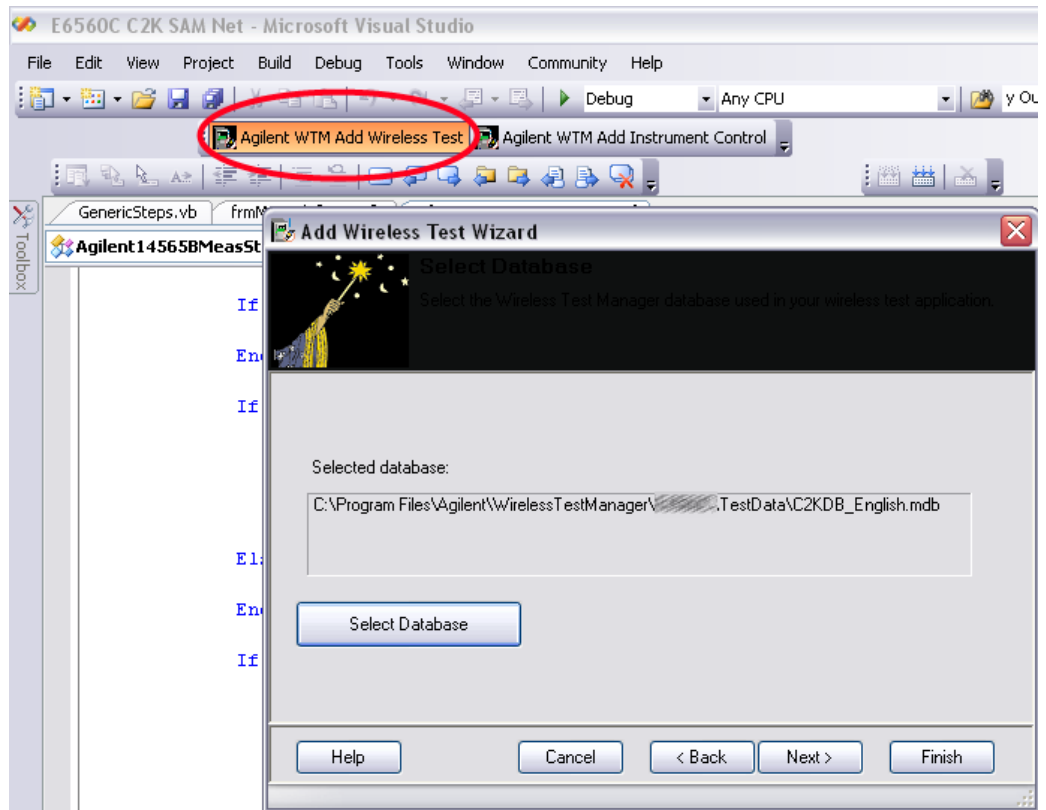 E6560C C2K SAM Net - Microsoft Visual Studio
File Edit View Project Build Debug Tools Window Community Help
Debug Any CPU
Agilent WTM Add Wireless Test Agilent WTM Add Instrument Control
Toolbox
GenericSteps.vb
Agilent14565BMeasSt
Add Wireless Test Wizard
Select Database
Select the Wireless Test Manager database used in your wireless test application.
If
En
If
Selected database:
C:\Program Files\Agilent\WirelessTestManager\ .TestData\C2KDB_English.mdb
El
En
Select Database
If
Help Cancel < Back Next > Finish